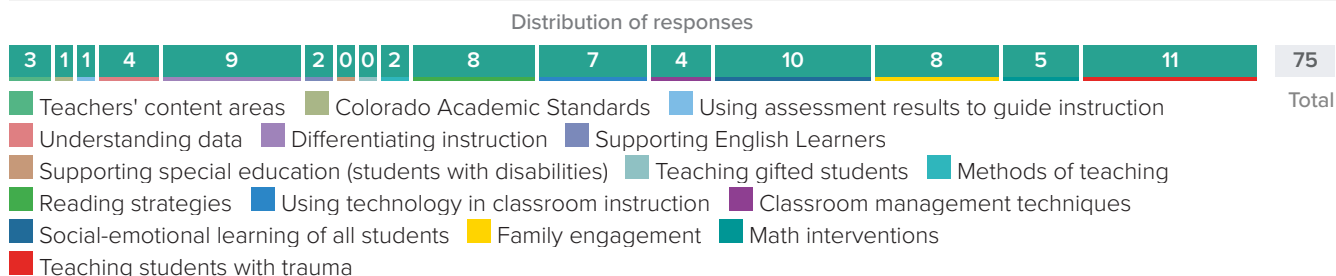 Distribution of responses
3 1 1 4 9 2 0 0 2 8 7 4 10 8 5 11 75
Total
Teachers' content areas Colorado Academic Standards Using assessment results to guide instruction
Understanding data Differentiating instruction Supporting English Learners
Supporting special education (students with disabilities) Teaching gifted students Methods of teaching
Reading strategies Using technology in classroom instruction Classroom management techniques
Social-emotional learning of all students Family engagement Math interventions
Teaching students with trauma